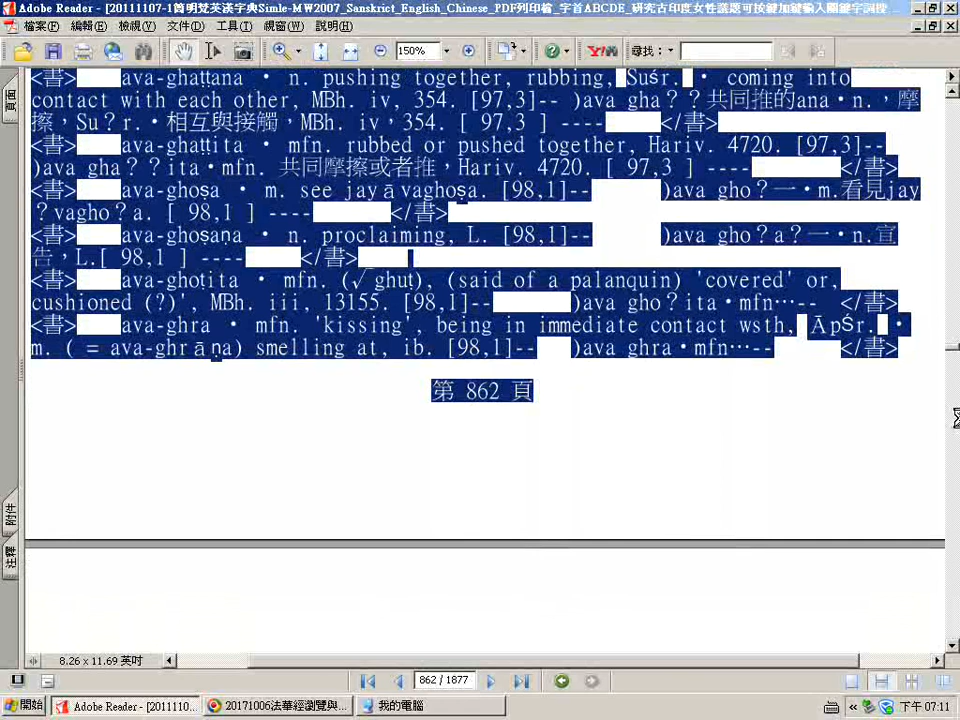 Adobe Reader - [20111107-1簡明梵英漢字典Simle-MW2007_Sanskrict_English_Chinese_PDF列印檔_字首ABCDE_研究古印度女性議題可按鍵加鍵輸入關鍵字詞搜
檔案(F) 編輯(E) 檢視(V) 文件(D) 工具(T) 視窗(W) 說明(H)
150% Y! 尋找:
頁面
<書> ava-ghaṭṭana • n. pushing together, rubbing, Suśr. • coming into
contact with each other, MBh. iv, 354. [97,3]-- )ava gha??共同推的ana•n.，摩
擦，Su?r.•相互與接觸，MBh. iv，354. [ 97,3 ] ---- </書>
<書> ava-ghaṭṭita • mfn. rubbed or pushed together, Hariv. 4720. [97,3]--
)ava gha??ita•mfn. 共同摩擦或者推，Hariv. 4720. [ 97,3 ] ---- </書>
<書> ava-ghoṣa • m. see jayāvaghoṣa. [98,1]-- )ava gho?一•m.看見jay
?vagho?a. [ 98,1 ] ---- </書>
<書> ava-ghoṣaṇa • n. proclaiming, L. [98,1]-- )ava gho?a?一•n.宣
告，L.[ 98,1 ] ---- </書>
<書> ava-ghoṭita • mfn. (√ghuṭ), (said of a palanquin) 'covered' or,
cushioned (?)', MBh. iii, 13155. [98,1]-- )ava gho?ita•mfn…-- </書>
<書> ava-ghra • mfn. 'kissing', being in immediate contact wsth, ĀpŚr. •
m. ( = ava-ghrāṇa) smelling at, ib. [98,1]-- )ava ghra•mfn…-- </書>
第 862 頁
附件
注釋
8.26 x 11.69 英吋
862 / 1877
開始 Adobe Reader - [2011110... 20171006法華經瀏覽與... 我的電腦 « 下午 07:11